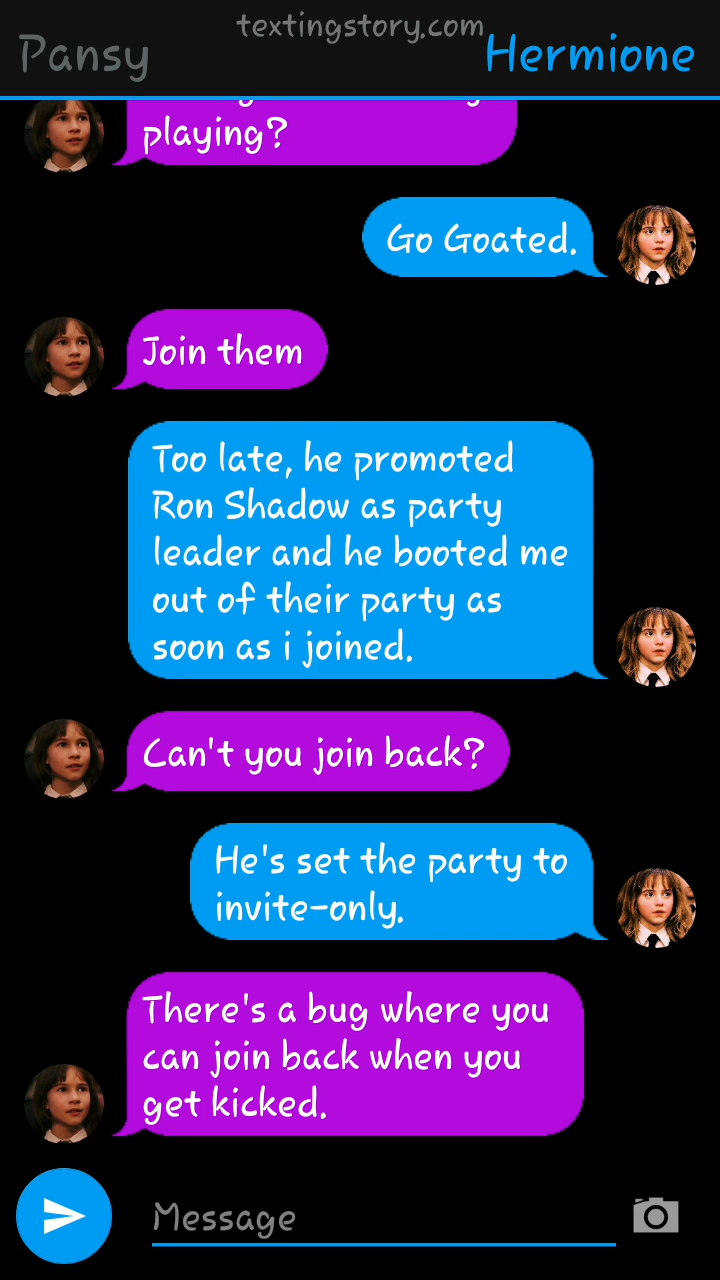 textingstory.com
Pansy
Hermione
playing?
Go Goated.
Join them
Too late, he promoted
Ron Shadow as party
leader and he booted me
out of their party as
soon as i joined.
Can't you join back?
He's set the party to
invite-only.
There's a bug where you
can join back when you
get kicked.
Message